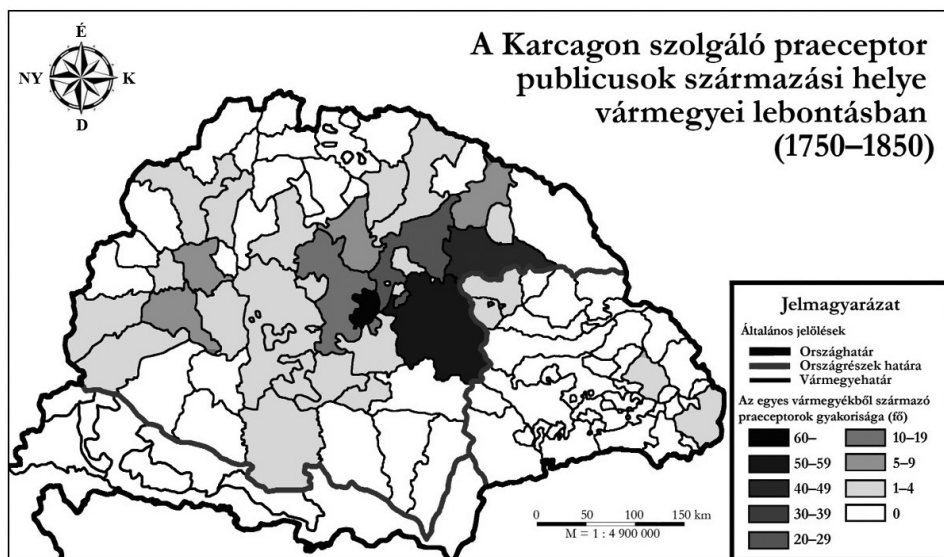 É
NY
K
D
A Karcagon szolgáló praeceptor
publicusok származási helye
vármegyei lebontásban
(1750–1850)
Jelmagyarázat
Általános jelölések
Országhatár
Országrészek határa
Vármegyehatár
Az egyes vármegyékből származó
praeceptorok gyakorisága (fő)
60–
50–59
40–49
30–39
20–29
10–19
5–9
1–4
0
0 50 100 150 km
M = 1 : 4 900 000